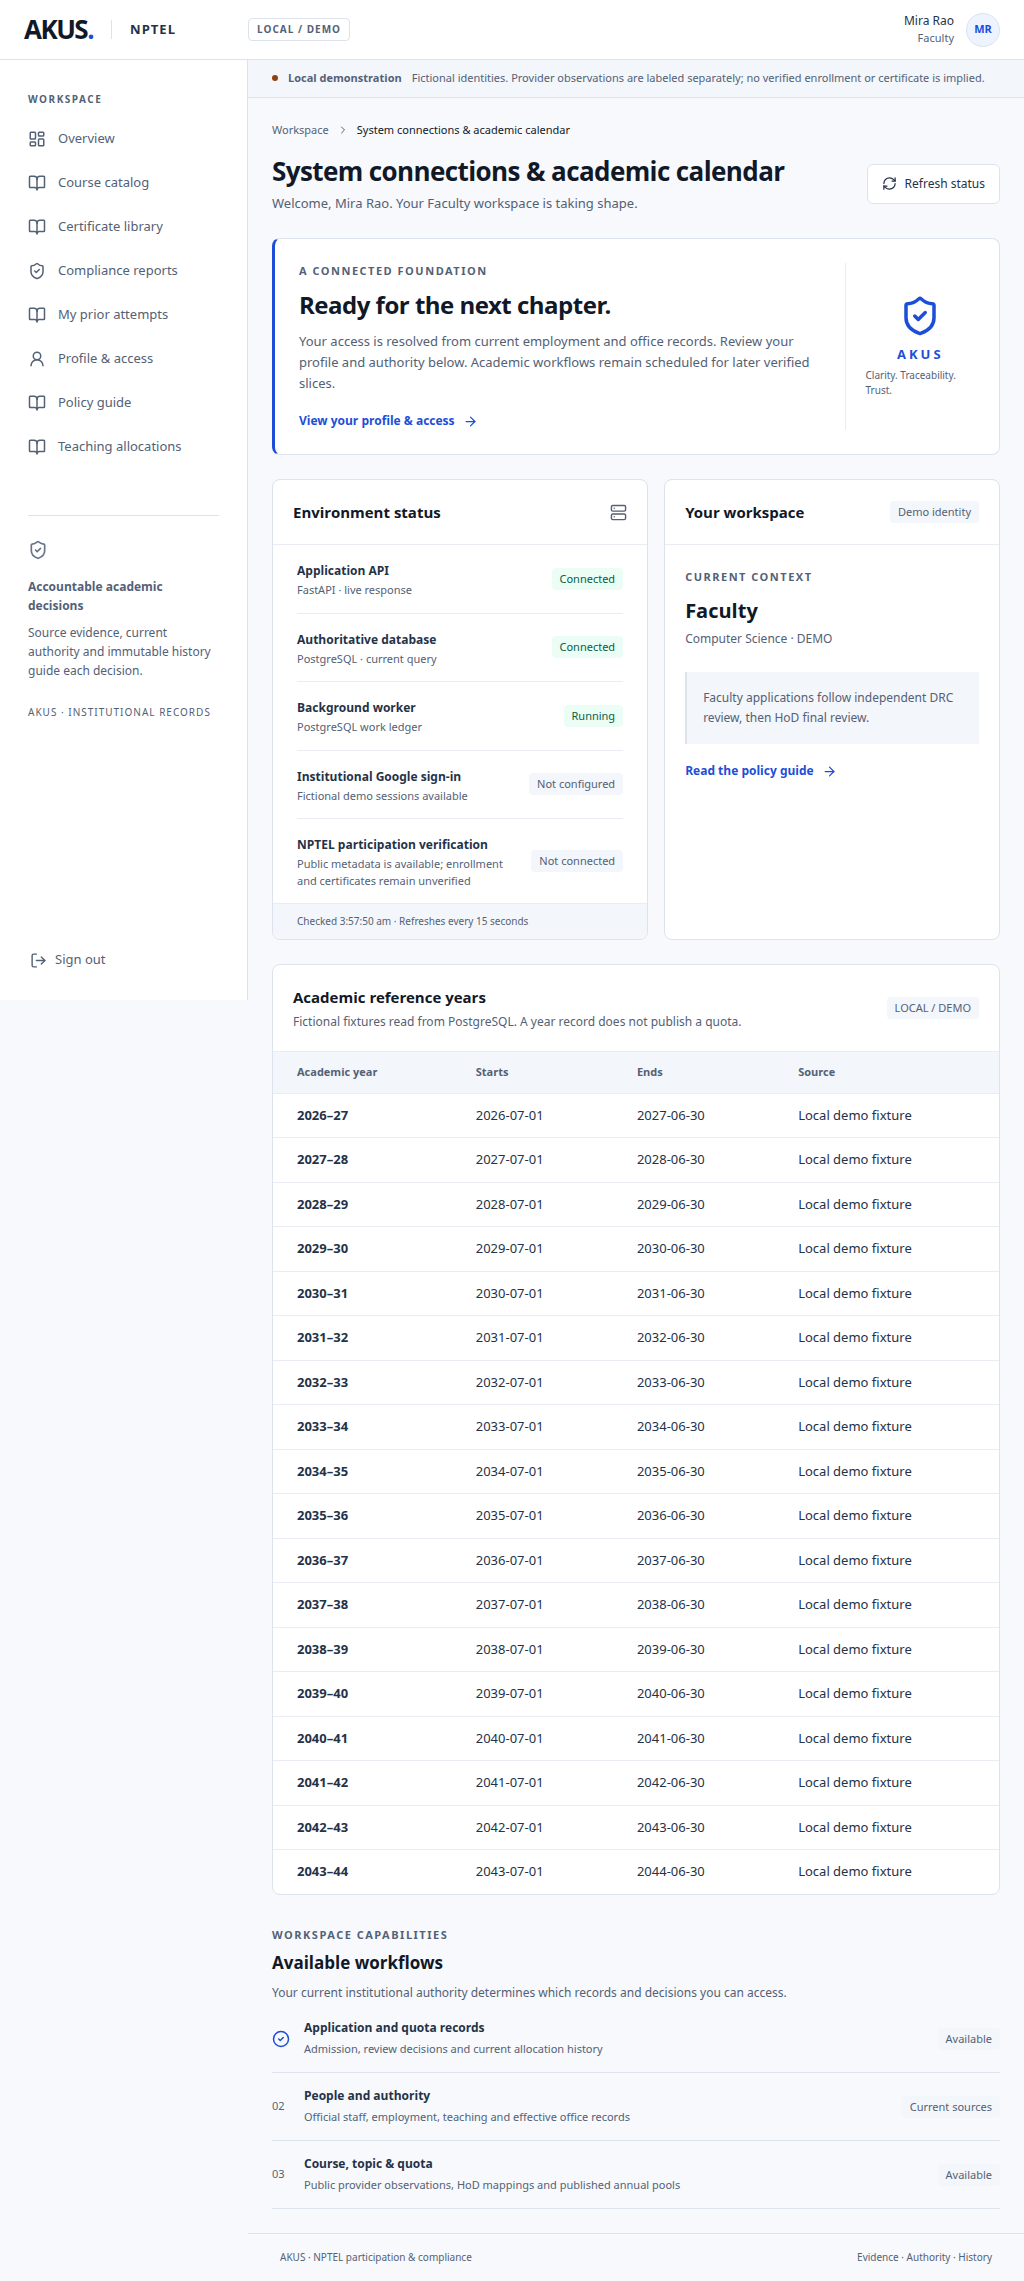 AKUS.
NPTEL
LOCAL / DEMO
Mira Rao
Faculty
MR
WORKSPACE
Overview
Course catalog
Certificate library
Compliance reports
My prior attempts
Profile & access
Policy guide
Teaching allocations
Accountable academic
decisions
Source evidence, current
authority and immutable history
guide each decision.
AKUS · INSTITUTIONAL RECORDS
Sign out
Local demonstration Fictional identities. Provider observations are labeled separately; no verified enrollment or certificate is implied.
Workspace > System connections & academic calendar
System connections & academic calendar
Welcome, Mira Rao. Your Faculty workspace is taking shape.
Refresh status
A CONNECTED FOUNDATION
Ready for the next chapter.
Your access is resolved from current employment and office records. Review your
profile and authority below. Academic workflows remain scheduled for later verified
slices.
View your profile & access
AKUS
Clarity. Traceability.
Trust.
Environment status
Application API
FastAPI · live response
Connected
Authoritative database
PostgreSQL · current query
Connected
Background worker
PostgreSQL work ledger
Running
Institutional Google sign-in
Fictional demo sessions available
Not configured
NPTEL participation verification
Public metadata is available; enrollment
and certificates remain unverified
Not connected
Checked 3:57:50 am · Refreshes every 15 seconds
Your workspace
Demo identity
CURRENT CONTEXT
Faculty
Computer Science · DEMO
Faculty applications follow independent DRC
review, then HoD final review.
Read the policy guide
Academic reference years
Fictional fixtures read from PostgreSQL. A year record does not publish a quota.
LOCAL / DEMO
Academic year Starts Ends Source
2026–27 2026-07-01 2027-06-30 Local demo fixture
2027–28 2027-07-01 2028-06-30 Local demo fixture
2028–29 2028-07-01 2029-06-30 Local demo fixture
2029–30 2029-07-01 2030-06-30 Local demo fixture
2030–31 2030-07-01 2031-06-30 Local demo fixture
2031–32 2031-07-01 2032-06-30 Local demo fixture
2032–33 2032-07-01 2033-06-30 Local demo fixture
2033–34 2033-07-01 2034-06-30 Local demo fixture
2034–35 2034-07-01 2035-06-30 Local demo fixture
2035–36 2035-07-01 2036-06-30 Local demo fixture
2036–37 2036-07-01 2037-06-30 Local demo fixture
2037–38 2037-07-01 2038-06-30 Local demo fixture
2038–39 2038-07-01 2039-06-30 Local demo fixture
2039–40 2039-07-01 2040-06-30 Local demo fixture
2040–41 2040-07-01 2041-06-30 Local demo fixture
2041–42 2041-07-01 2042-06-30 Local demo fixture
2042–43 2042-07-01 2043-06-30 Local demo fixture
2043–44 2043-07-01 2044-06-30 Local demo fixture
WORKSPACE CAPABILITIES
Available workflows
Your current institutional authority determines which records and decisions you can access.
Application and quota records
Admission, review decisions and current allocation history
Available
02
People and authority
Official staff, employment, teaching and effective office records
Current sources
03
Course, topic & quota
Public provider observations, HoD mappings and published annual pools
Available
AKUS · NPTEL participation & compliance
Evidence · Authority · History